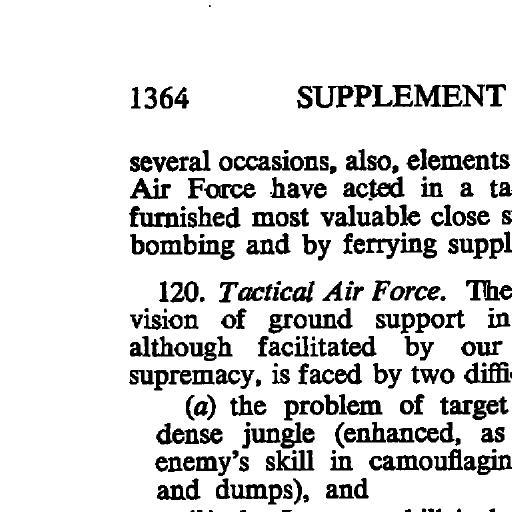 1364 SUPPLEMENT
several occasions, also, elements
Air Force have acted in a ta
furnished most valuable close s
bombing and by ferrying suppl
120. Tactical Air Force. The
vision of ground support in
although facilitated by our
supremacy, is faced by two diffi
(a) the problem of target
dense jungle (enhanced, as
enemy's skill in camouflagin
and dumps), and